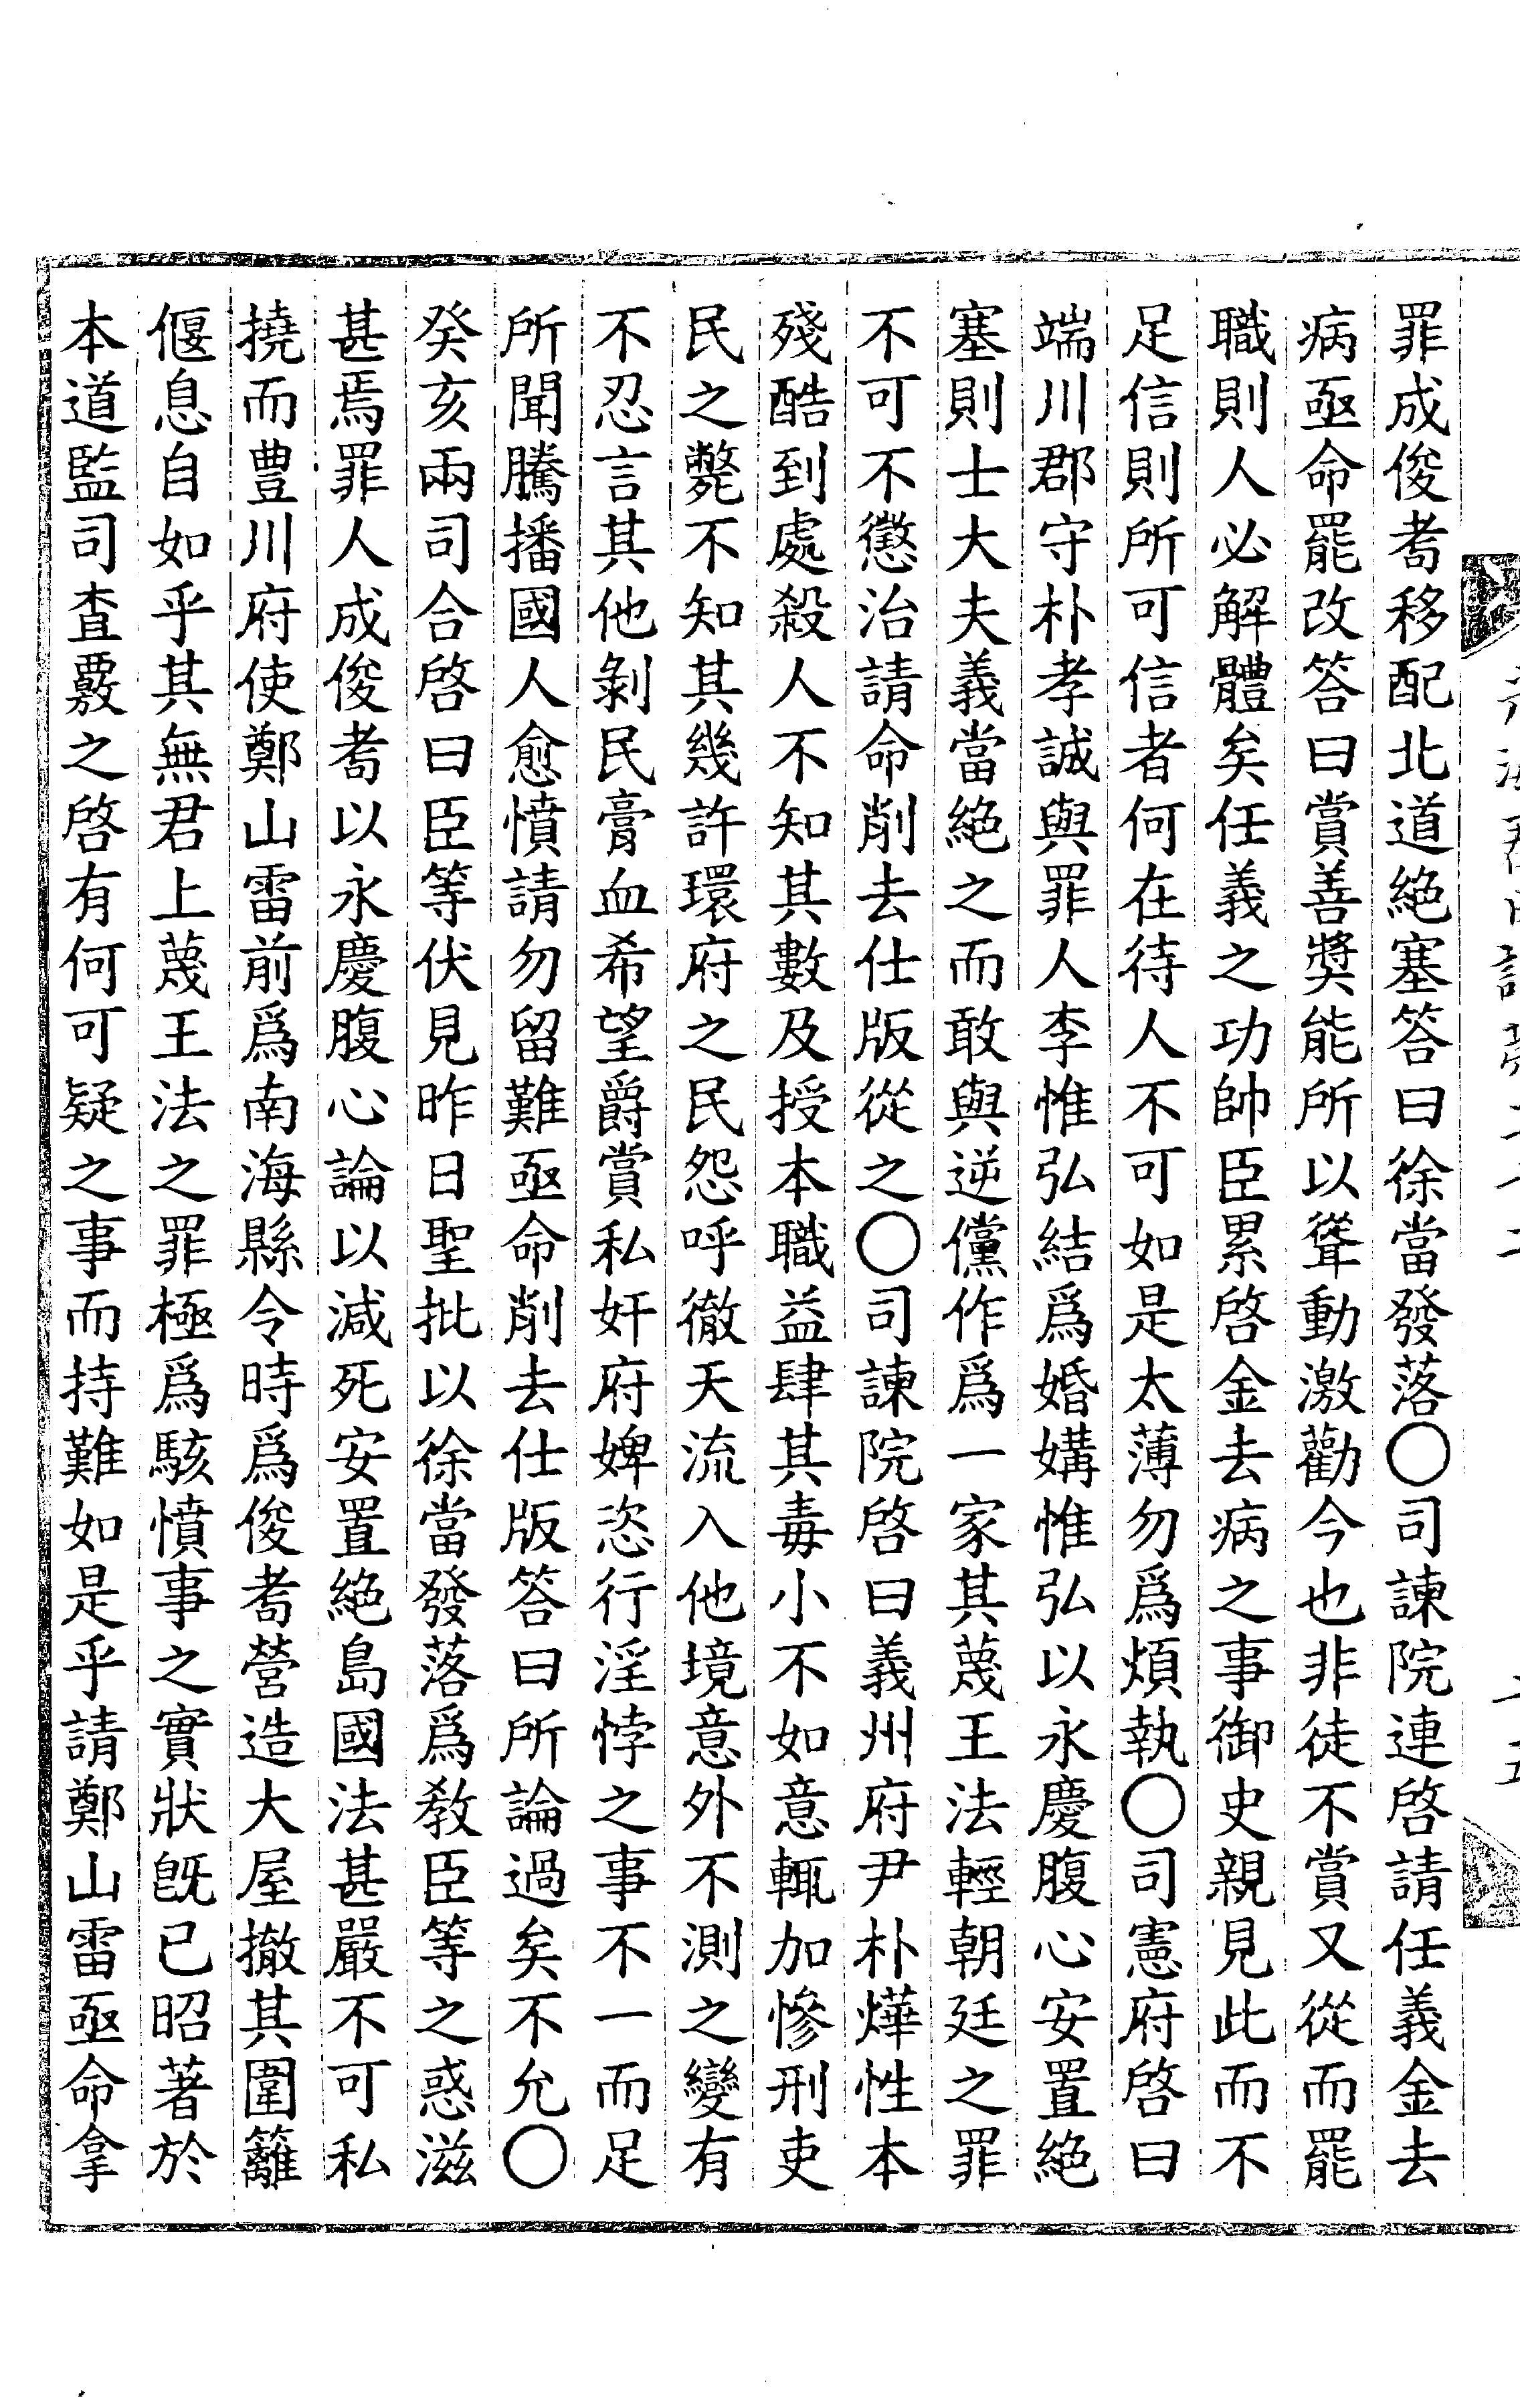 罪成俊耇移配北道絶塞答曰徐當發落○司諫院連啓請任義金去
病亟命罷改答曰賞善奬能所以聳動激勸今也非徒不賞又從而罷
職則人必解體矣任義之功帥臣累啓金去病之事御史親見此而不
足信則所可信者何在待人不可如是太薄勿爲煩執○司憲府啓曰
端川郡守朴孝誠與罪人李惟弘結爲婚媾惟弘以永慶腹心安置絶
塞則士大夫義當絶之而敢與逆儻作爲一家其蔑王法輕朝廷之罪
不可不懲治請命削去仕版從之○司諫院啓曰義州府尹朴燁性本
殘酷到處殺人不知其數及授本職益肆其毒小不如意輒加慘刑吏
民之斃不知其幾許環府之民怨呼徹天流入他境意外不測之變有
不忍言其他剝民膏血希望爵賞私奸府婢恣行淫悖之事不一而足
所聞騰播國人愈憤請勿留難亟命削去仕版答曰所論過矣不允○
癸亥兩司合啓曰臣等伏見昨日聖批以徐當發落爲敎臣等之惑滋
甚焉罪人成俊耇以永慶腹心論以減死安置絶島國法甚嚴不可私
撓而豊川府使鄭山雷前爲南海縣令時爲俊耇營造大屋撤其圍籬
偃息自如乎其無君上蔑王法之罪極爲駭憤事之實狀旣已昭著於
本道監司査覈之啓有何可疑之事而持難如是乎請鄭山雷亟命拿